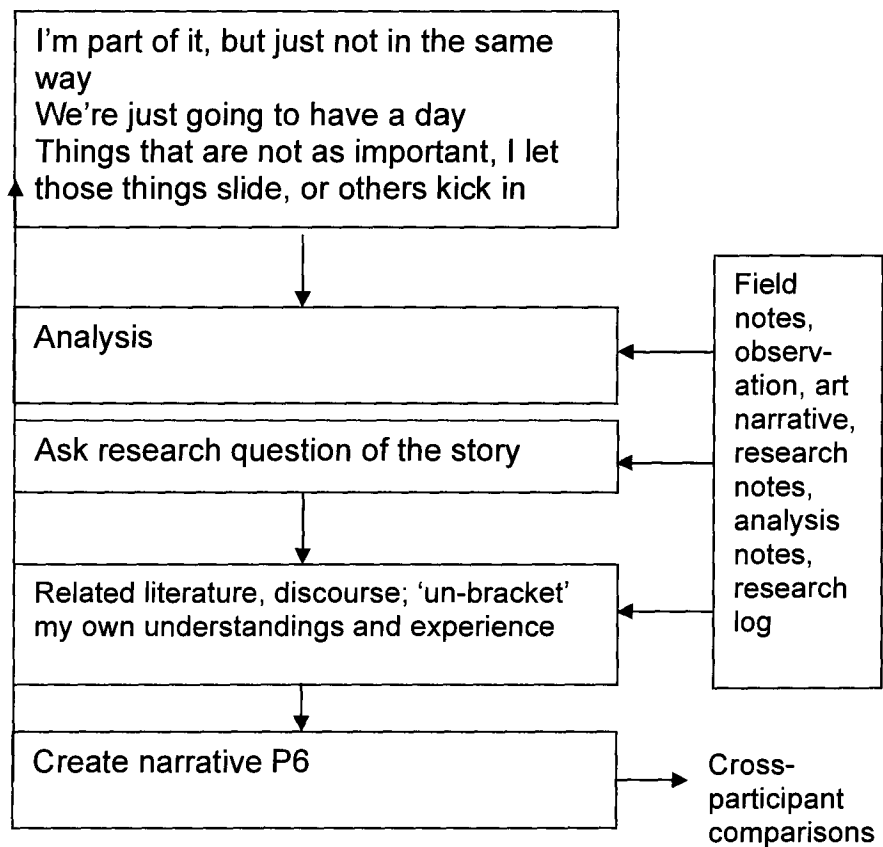 I'm part of it, but just not in the same
way
We're just going to have a day
Things that are not as important, I let
those things slide, or others kick in
Analysis
Ask research question of the story
Related literature, discourse; 'un-bracket'
my own understandings and experience
Create narrative P6
Field
notes,
observ-
ation, art
narrative,
research
notes,
analysis
notes,
research
log
Cross-
participant
comparisons